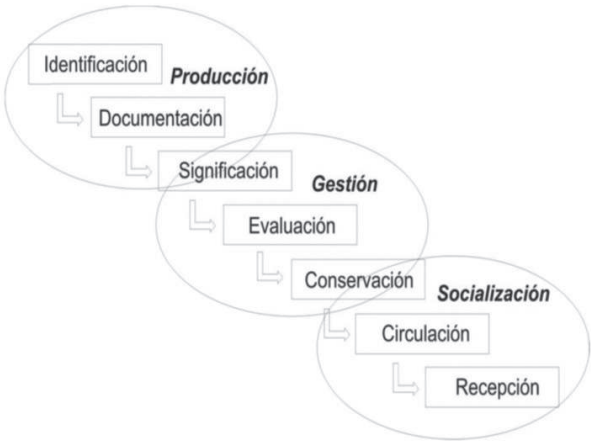 Identificación
Producción
Documentación
Significación
Gestión
Evaluación
Conservación
Socialización
Circulación
Recepción